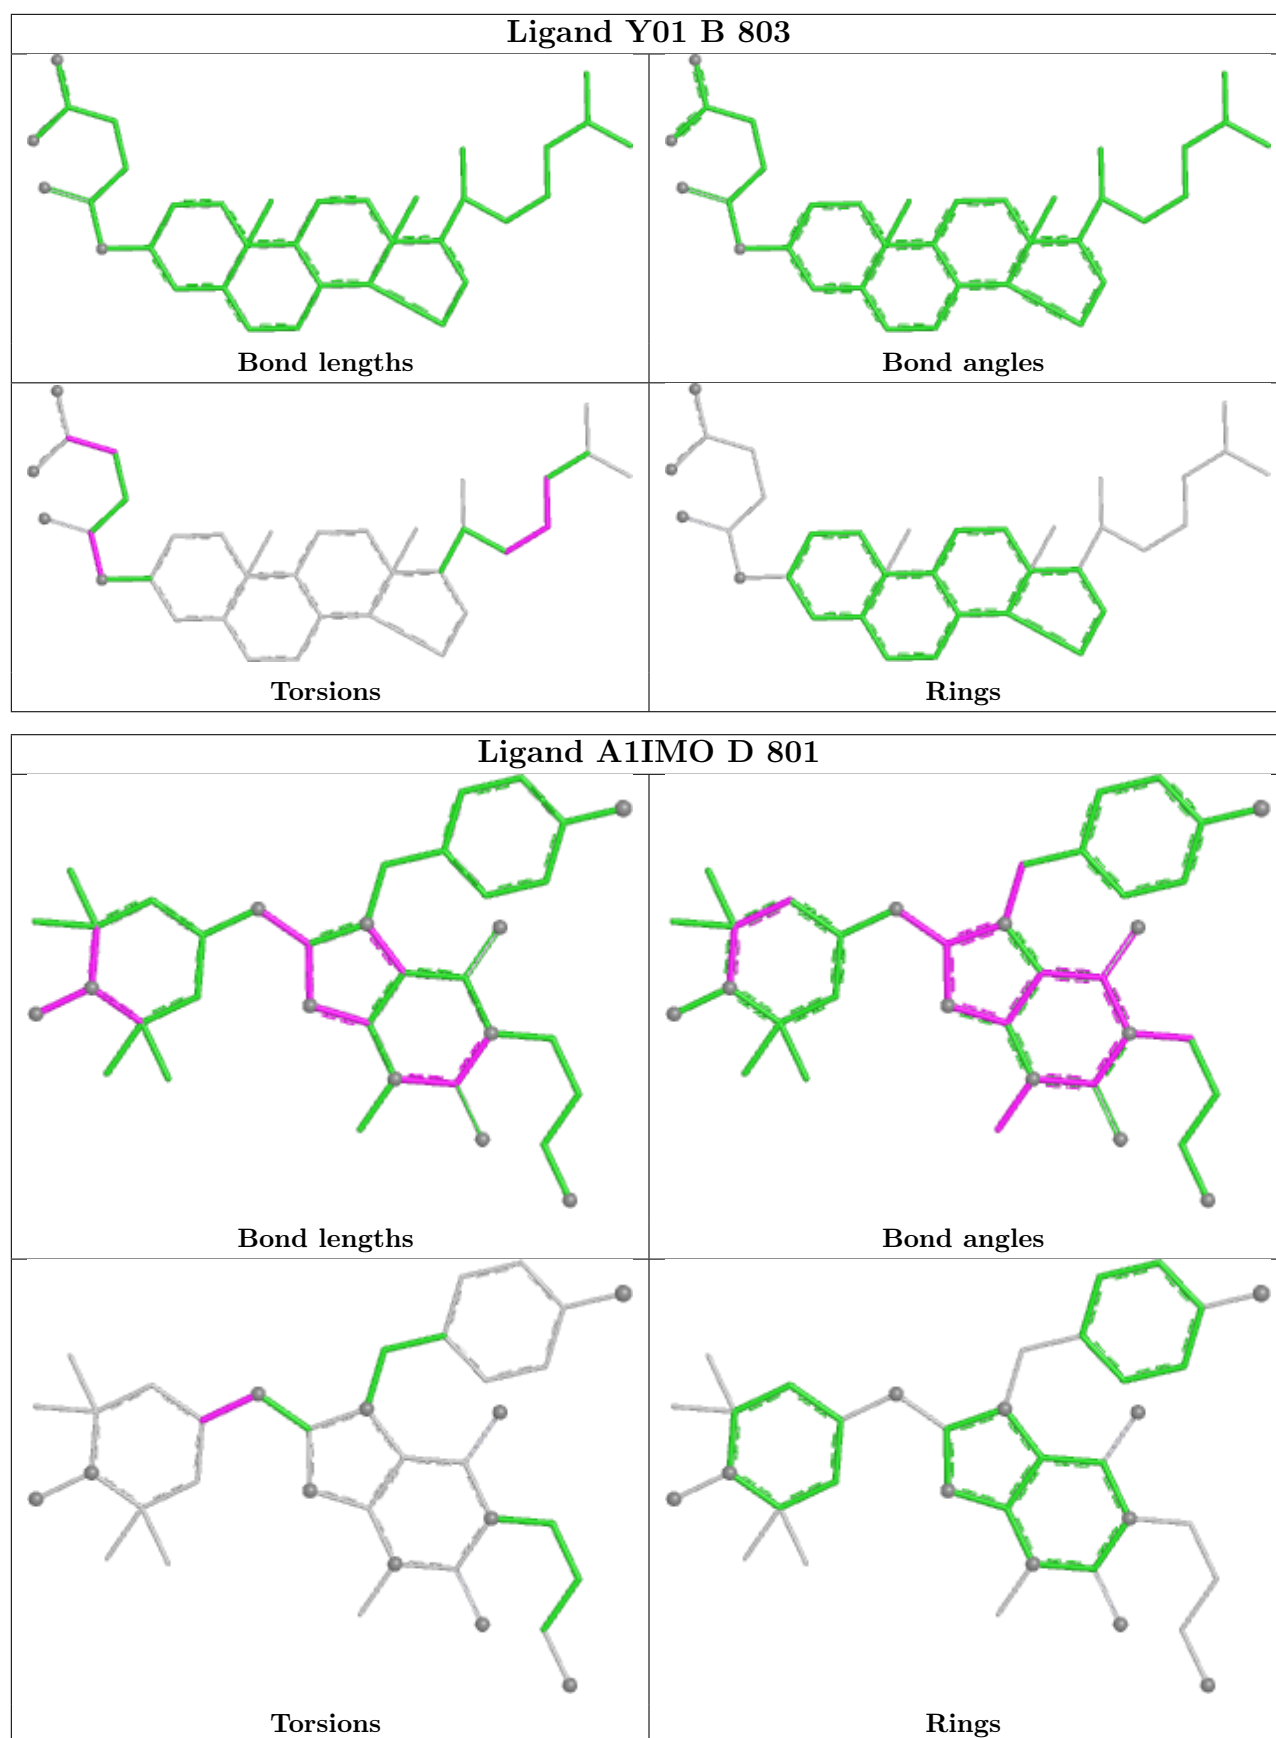 Ligand Y01 B 803
Bond lengths
Bond angles
Torsions
Rings
Ligand A1IMO D 801
Bond lengths
Bond angles
Torsions
Rings